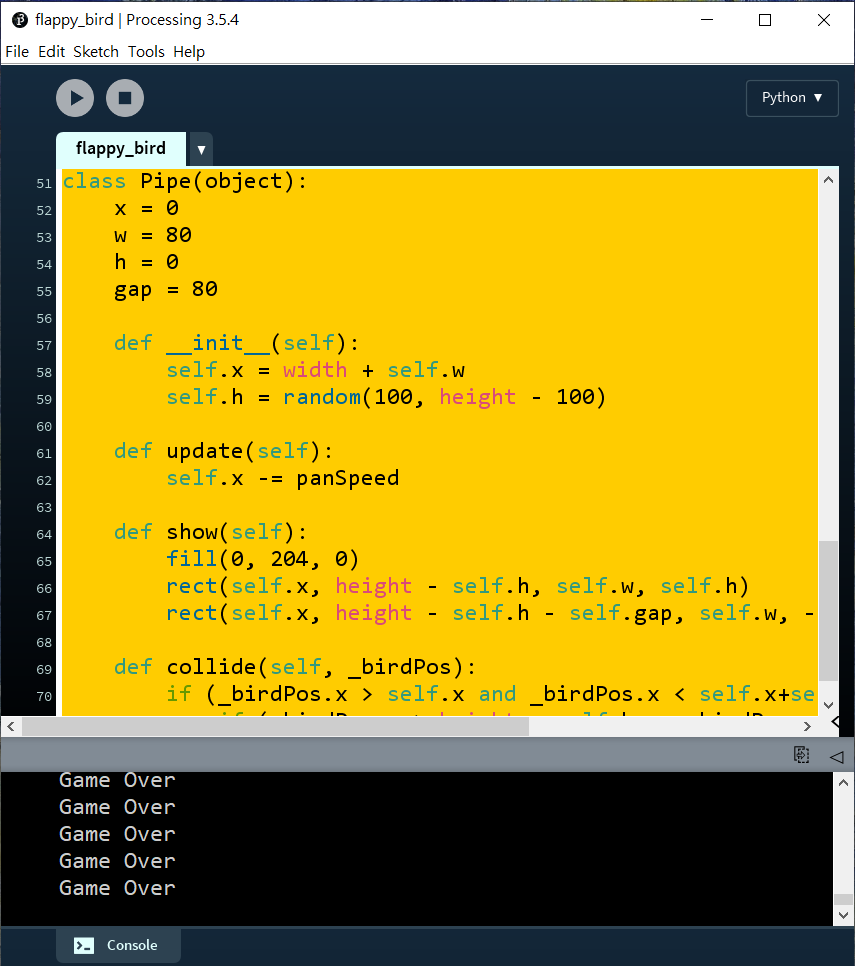 flappy_bird | Processing 3.5.4
File Edit Sketch Tools Help
Python ▼
flappy_bird ▼
51 class Pipe(object):
52     x = 0
53     w = 80
54     h = 0
55     gap = 80
56
57     def __init__(self):
58         self.x = width + self.w
59         self.h = random(100, height - 100)
60
61     def update(self):
62         self.x -= panSpeed
63
64     def show(self):
65         fill(0, 204, 0)
66         rect(self.x, height - self.h, self.w, self.h)
67         rect(self.x, height - self.h - self.gap, self.w, -
68
69     def collide(self, _birdPos):
70         if (_birdPos.x > self.x and _birdPos.x < self.x+se
Game Over
Game Over
Game Over
Game Over
Game Over
Console